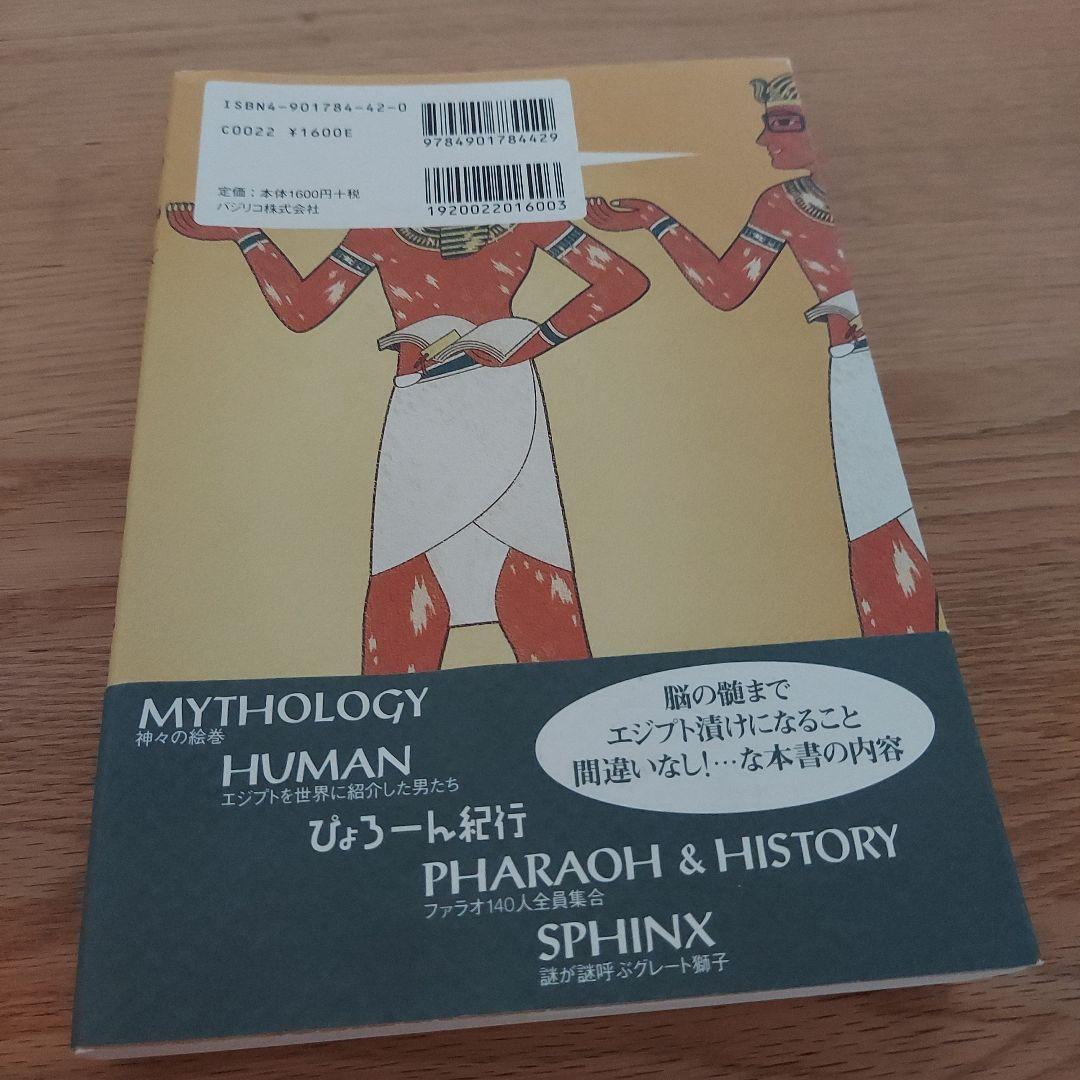 ISBN4-901784-42-0
C0022 ¥1600E
定価：本体1600円+税
バジリコ株式会社
9784901784429
1920022016003
MYTHOLOGY
神々の絵巻
HUMAN
エジプトを世界に紹介した男たち
ぴょろーん紀行
PHARAOH & HISTORY
ファラオ140人全員集合
SPHINX
謎が謎呼ぶグレート獅子
脳の髄まで
エジプト漬けになること
間違いなし!…な本書の内容